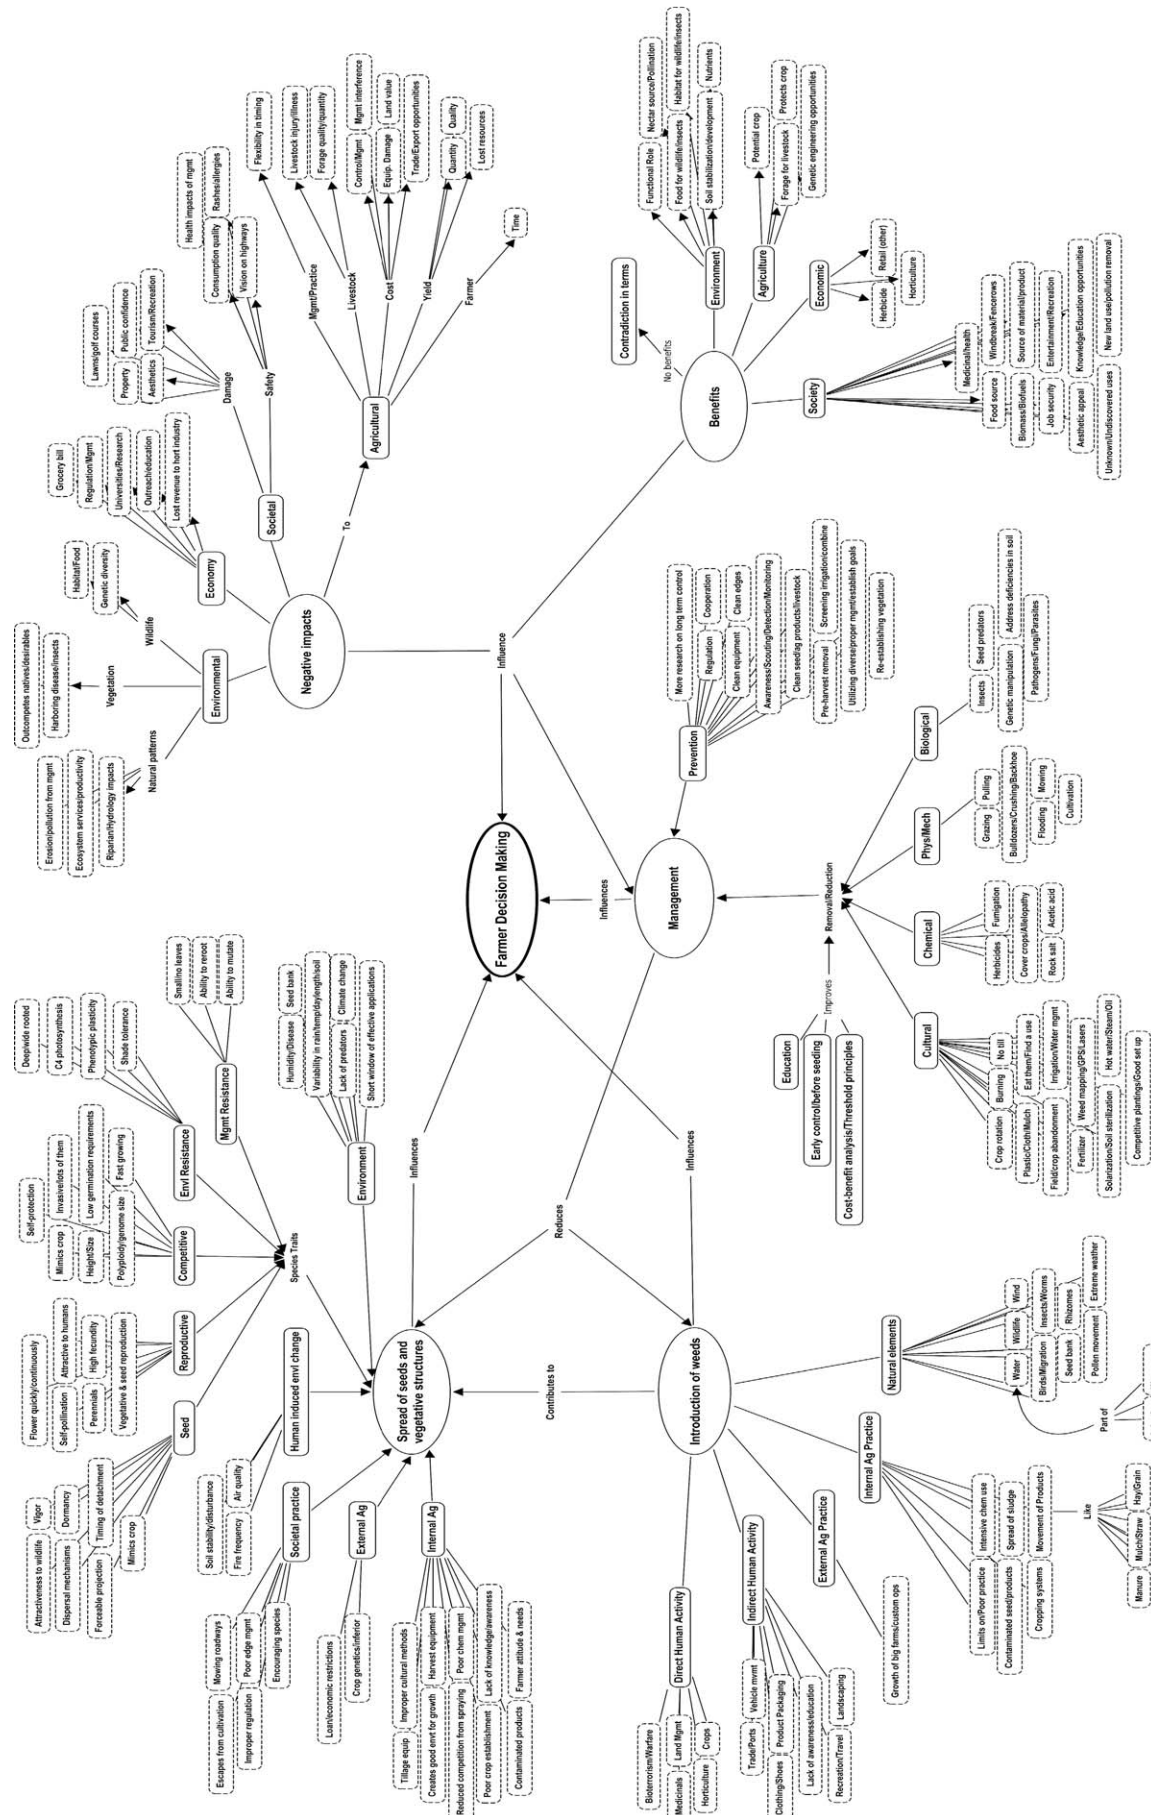 Farmer Decision Making
Negative impacts
Influence
Benefits
Management
Influences
Influences
Influences
Reduces
Contributes to
Spread of seeds and
vegetative structures
Introduction of weeds
Environmental
Natural patterns
Erosion/pollution from mgmt
Ecosystem services/productivity
Riparian/Hydrology impacts
Vegetation
Outcompetes natives/desirables
Harboring disease/insects
Wildlife
Habitat/Food
Genetic diversity
Economy
Grocery bill
Regulation/Mgmt
Universities/Research
Outreach/education
Lost revenue to hort industry
Societal
Damage
Lawns/golf courses
Property
Public confidence
Aesthetics
Tourism/Recreation
Safety
Health impacts of mgmt
Consumption quality
Rashes/allergies
Vision on highways
To
Agricultural
Mgmt/Practice
Flexibility in timing
Livestock
Livestock injury/illness
Forage quality/quantity
Cost
Control/Mgmt
Mgmt interference
Equip. Damage
Land value
Trade/Export opportunities
Yield
Quantity
Quality
Lost resources
Farmer
Time
No benefits
Contradiction in terms
Environment
Functional Role
Nectar source/Pollination
Food for wildlife/insects
Habitat for wildlife/insects
Soil stabilization/development
Nutrients
Agriculture
Potential crop
Forage for livestock
Protects crop
Genetic engineering opportunities
Economic
Herbicide
Retail (other)
Horticulture
Society
Medicinal/health
Food source
Windbreak/Fencerows
Biomass/Biofuels
Source of material/product
Job security
Entertainment/Recreation
Aesthetic appeal
Knowledge/Education opportunities
Unknown/Undiscovered uses
New land use/pollution removal
Prevention
More research on long term control
Regulation
Cooperation
Clean equipment
Clean edges
Awareness/Scouting/Detection/Monitoring
Clean seed/ag products/livestock
Pre-harvest removal
Screening irrigation/combine
Utilizing diverse/proper mgmt/establish goals
Re-establishing vegetation
Removal/Reduction
Improves
Education
Early control/before seeding
Cost-benefit analysis/Threshold principles
Biological
Insects
Seed predators
Genetic manipulation
Address deficiencies in soil
Pathogens/Fungi/Parasites
Phys/Mech
Grazing
Pulling
Bulldozers/Crushing/Backhoe
Flooding
Mowing
Cultivation
Chemical
Herbicides
Fumigation
Cover crops/Allelopathy
Rock salt
Acetic acid
Cultural
Crop rotation
Burning
No till
Plastic/Cloth/Mulch
Eat them/Find a use
Field/crop abandonment
Irrigation/Water mgmt
Fertilizer
Weed mapping/GPS/Lasers
Solarization/Soil sterilization
Hot water/Steam/Oil
Competitive plantings/Good set up
Environment
Humidity/Disease
Seed bank
Variability in rain/temp/daylength/soil
Lack of predators
Climate change
Short window of effective applications
Species Traits
Mgmt Resistance
Small/no leaves
Ability to reroot
Ability to mutate
Envl Resistance
Deep/wide rooted
C4 photosynthesis
Phenotypic plasticity
Shade tolerance
Competitive
Self-protection
Mimics crop
Invasive/lots of them
Height/Size
Low germination requirements
Polyploidy/genome size
Fast growing
Reproductive
Flower quickly/continuously
Self-pollination
Attractive to humans
Perennials
High fecundity
Vegetative & seed reproduction
Seed
Attractiveness to wildlife
Vigor
Dispersal mechanisms
Dormancy
Forceable projection
Timing of detachment
Mimics crop
Human induced envl change
Soil stability/disturbance
Fire frequency
Air quality
Societal practice
Escapes from cultivation
Mowing roadways
Improper regulation
Poor edge mgmt
Encouraging species
External Ag
Loan/economic restrictions
Crop genetics/inferior
Internal Ag
Tillage equip
Improper cultural methods
Creates good envt for growth
Harvest equipment
Reduced competition from spraying
Poor chem mgmt
Poor crop establishment
Lack of knowledge/awareness
Contaminated products
Farmer attitude & needs
Direct Human Activity
Bioterrorism/Warfare
Medicinals
Land Mgmt
Horticulture
Crops
Indirect Human Activity
Trade/Ports
Vehicle mvmt
Clothing/Shoes
Product Packaging
Lack of awareness/education
Recreation/Travel
Landscaping
External Ag Practice
Growth of big farms/custom ops
Internal Ag Practice
Limits on/Poor practice
Intensive chem use
Contaminated seed/products
Spread of sludge
Cropping systems
Movement of Products
Like
Manure
Mulch/Straw
Hay/Grain
Natural elements
Water
Wildlife
Wind
Birds/Migration
Insects/Worms
Seed bank
Rhizomes
Pollen movement
Extreme weather
Part of